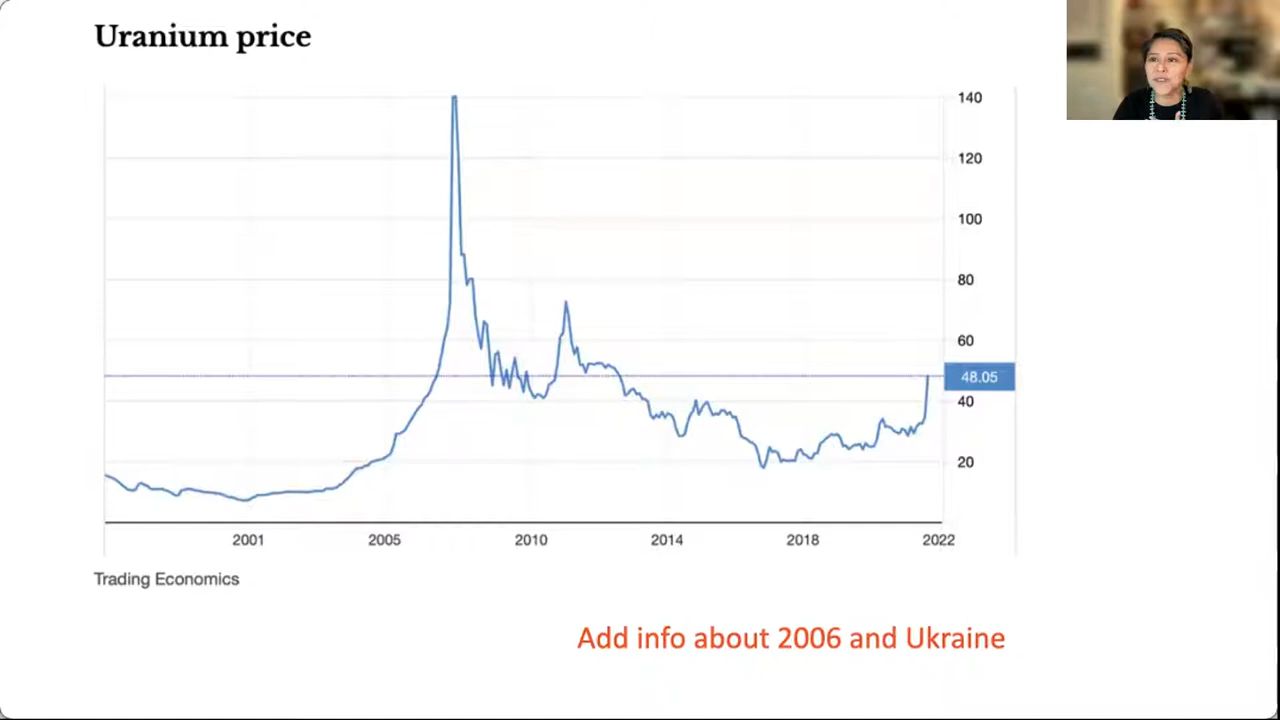 Uranium price
140
120
100
80
60
48.05
40
20
2001 2005 2010 2014 2018 2022
Trading Economics
Add info about 2006 and Ukraine